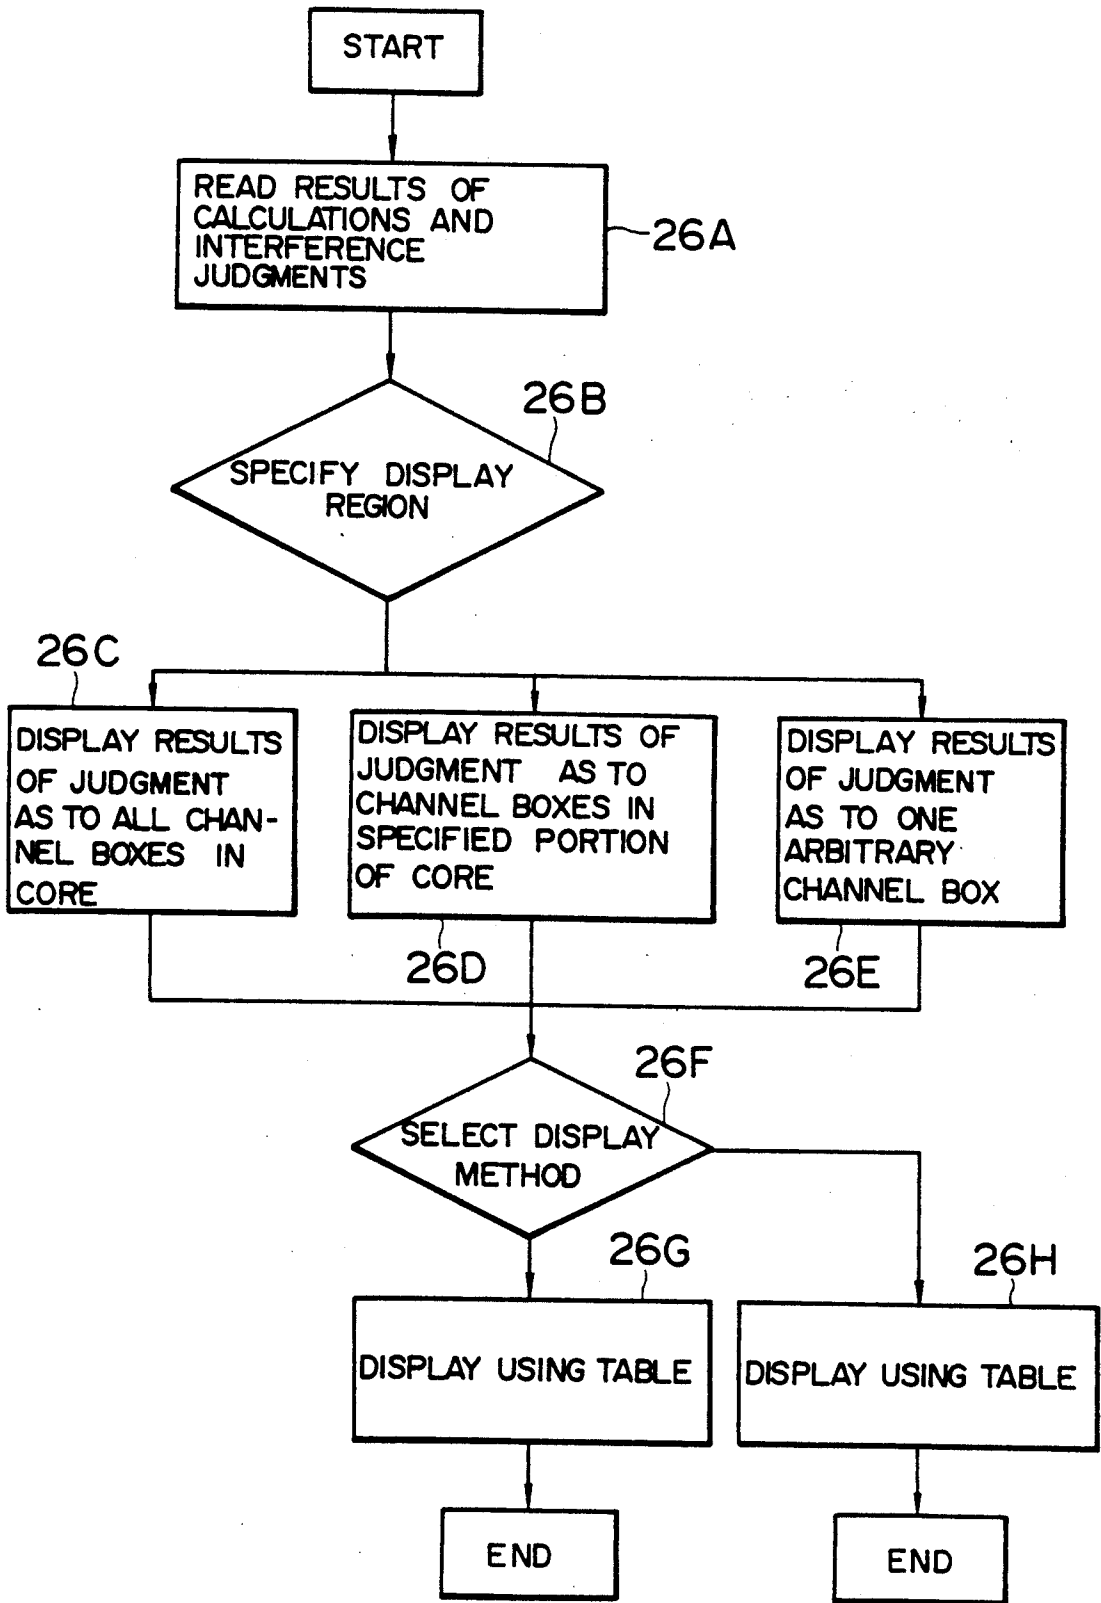 START
READ RESULTS OF
CALCULATIONS AND
INTERFERENCE
JUDGMENTS
26A
26B
SPECIFY DISPLAY
REGION
26C
DISPLAY RESULTS
OF JUDGMENT
AS TO ALL CHAN-
NEL BOXES IN
CORE
DISPLAY RESULTS OF
JUDGMENT AS TO
CHANNEL BOXES IN
SPECIFIED PORTION
OF CORE
26D
DISPLAY RESULTS
OF JUDGMENT
AS TO ONE
ARBITRARY
CHANNEL BOX
26E
26F
SELECT DISPLAY
METHOD
26G
DISPLAY USING TABLE
26H
DISPLAY USING TABLE
END
END